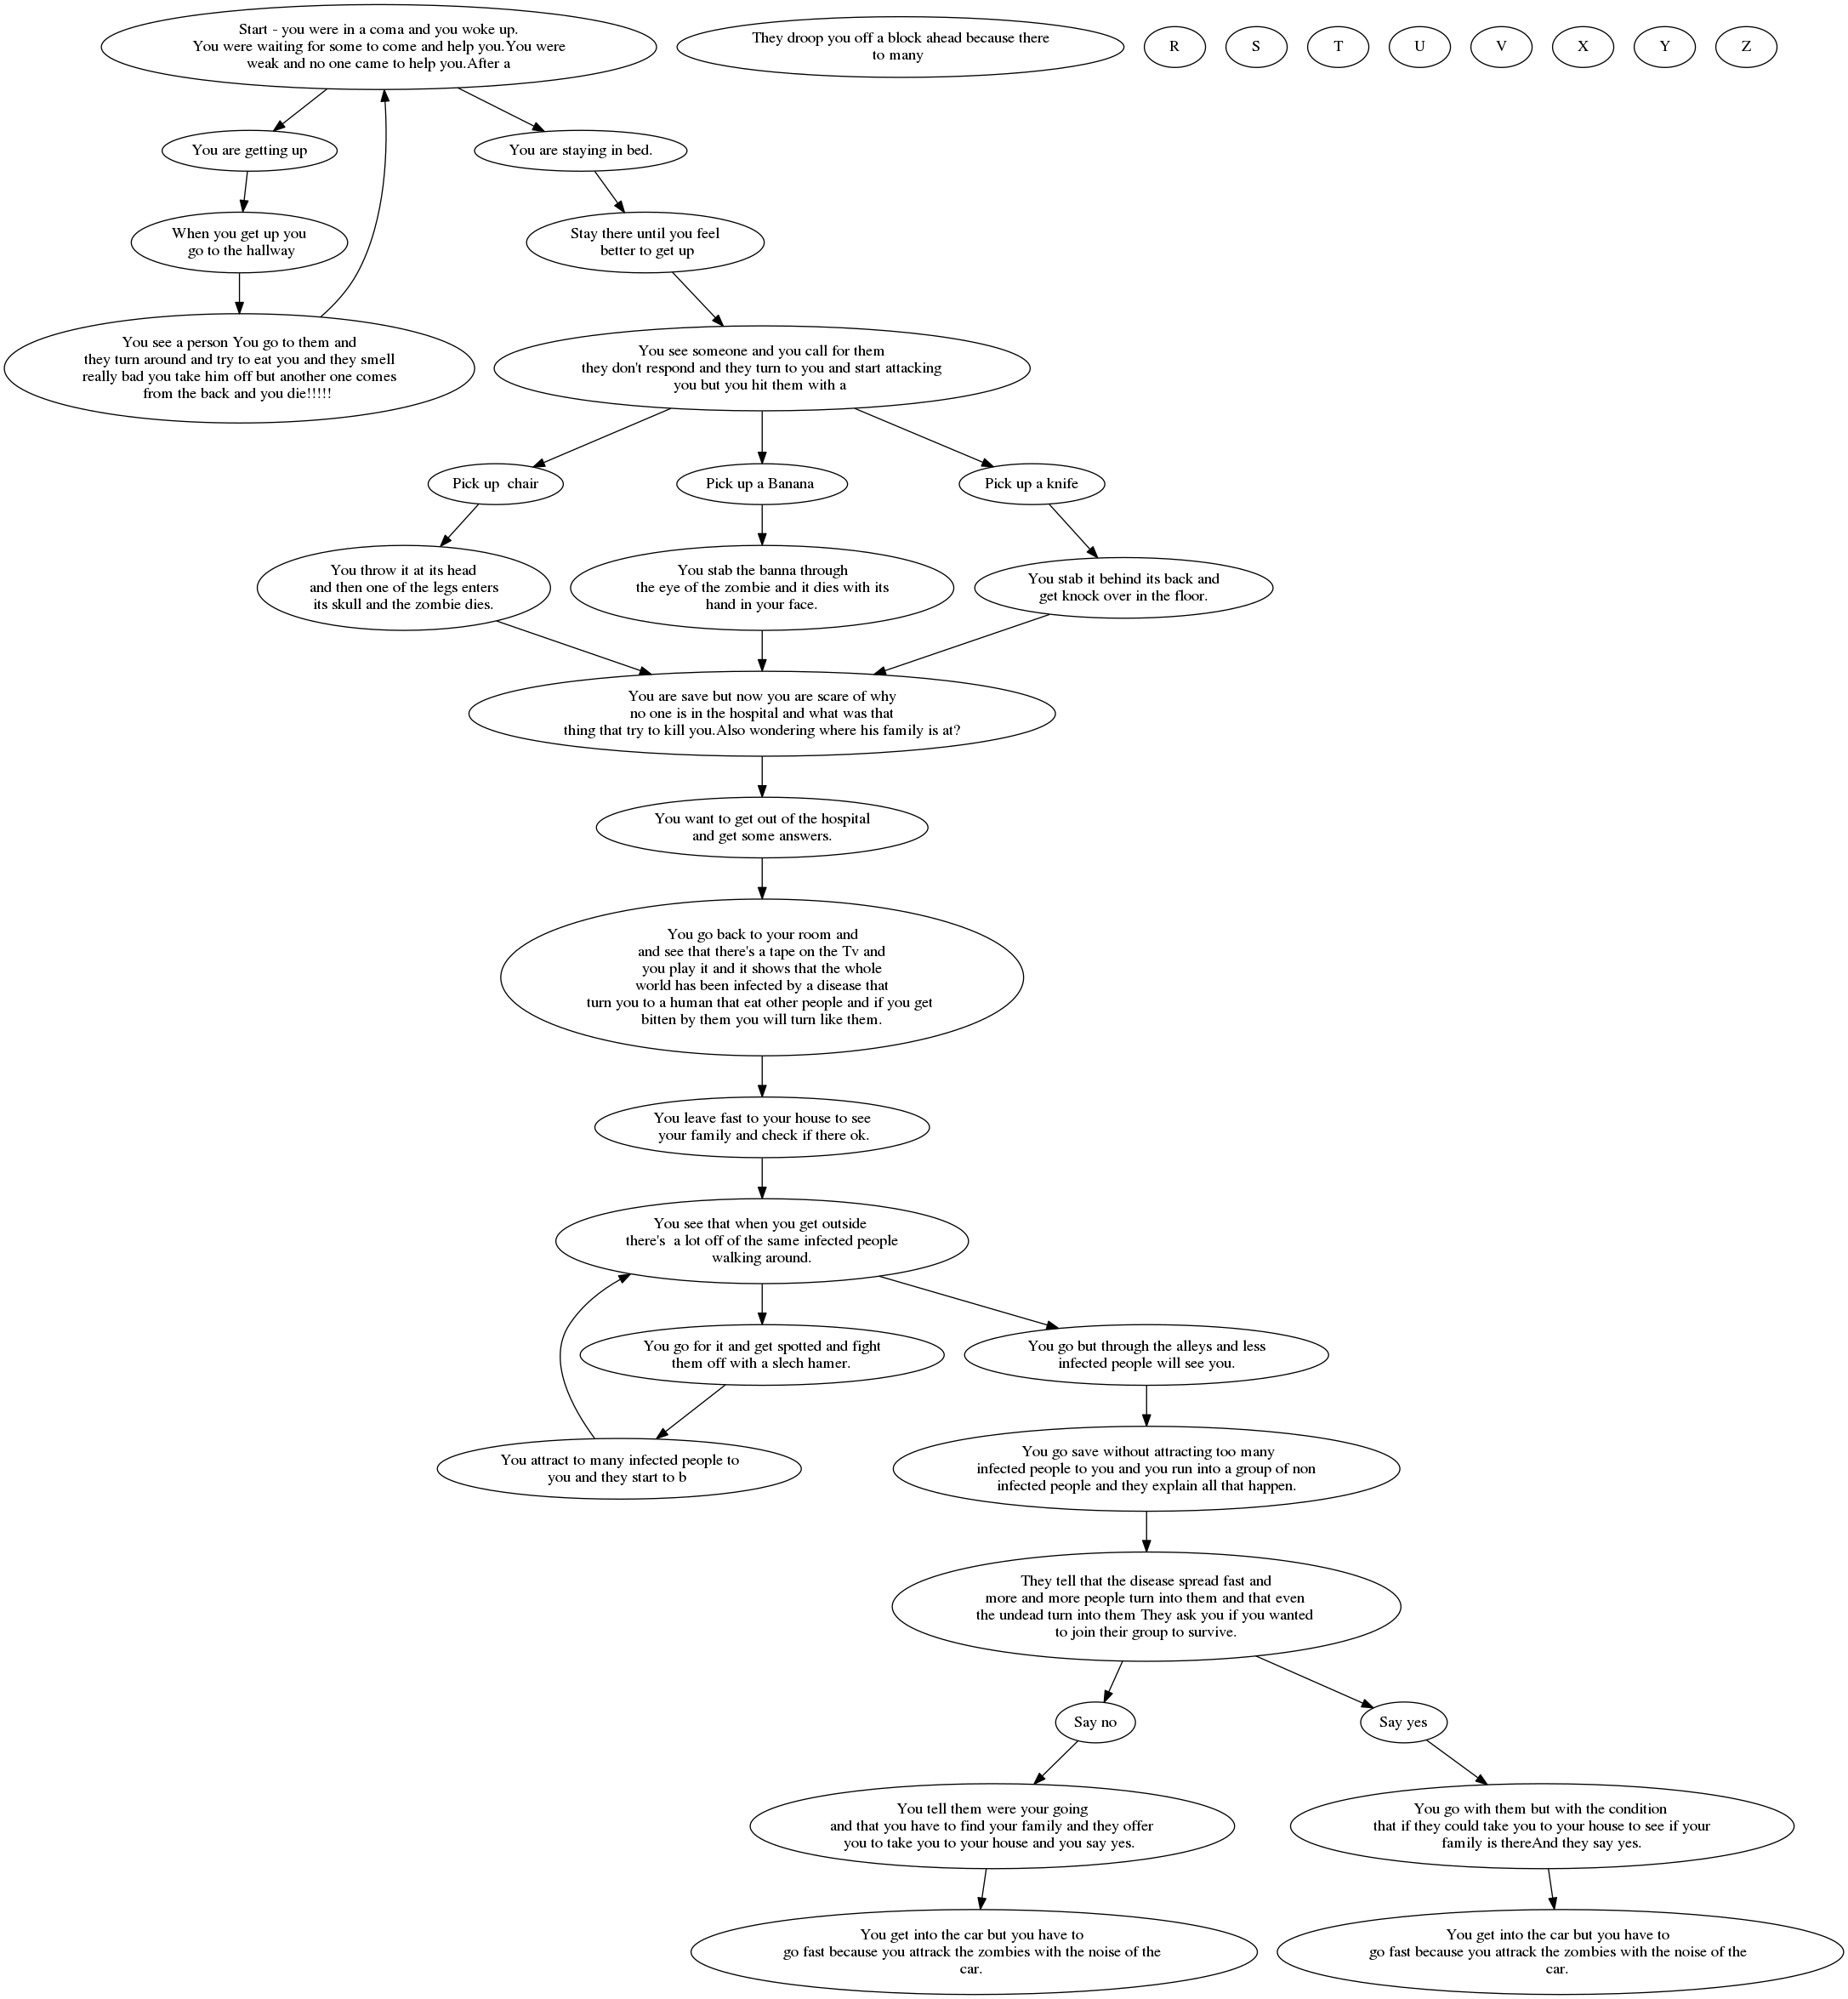 Start - you were in a coma and you woke up.
You were waiting for some to come and help you.You were
weak and no one came to help you.After a
They droop you off a block ahead because there
to many
R
S
T
U
V
X
Y
Z
You are getting up
You are staying in bed.
When you get up you
go to the hallway
Stay there until you feel
better to get up
You see a person You go to them and
they turn around and try to eat you and they smell
really bad you take him off but another one comes
from the back and you die!!!!!
You see someone and you call for them
they don't respond and they turn to you and start attacking
you but you hit them with a
Pick up  chair
Pick up a Banana
Pick up a knife
You throw it at its head
and then one of the legs enters
its skull and the zombie dies.
You stab the banna through
the eye of the zombie and it dies with its
hand in your face.
You stab it behind its back and
get knock over in the floor.
You are save but now you are scare of why
no one is in the hospital and what was that
thing that try to kill you.Also wondering where his family is at?
You want to get out of the hospital
and get some answers.
You go back to your room and
and see that there's a tape on the Tv and
you play it and it shows that the whole
world has been infected by a disease that
turn you to a human that eat other people and if you get
bitten by them you will turn like them.
You leave fast to your house to see
your family and check if there ok.
You see that when you get outside
there's  a lot off of the same infected people
walking around.
You go for it and get spotted and fight
them off with a slech hamer.
You go but through the alleys and less
infected people will see you.
You attract to many infected people to
you and they start to b
You go save without attracting too many
infected people to you and you run into a group of non
infected people and they explain all that happen.
They tell that the disease spread fast and
more and more people turn into them and that even
the undead turn into them They ask you if you wanted
to join their group to survive.
Say no
Say yes
You tell them were your going
and that you have to find your family and they offer
you to take you to your house and you say yes.
You go with them but with the condition
that if they could take you to your house to see if your
family is thereAnd they say yes.
You get into the car but you have to
go fast because you attrack the zombies with the noise of the
car.
You get into the car but you have to
go fast because you attrack the zombies with the noise of the
car.